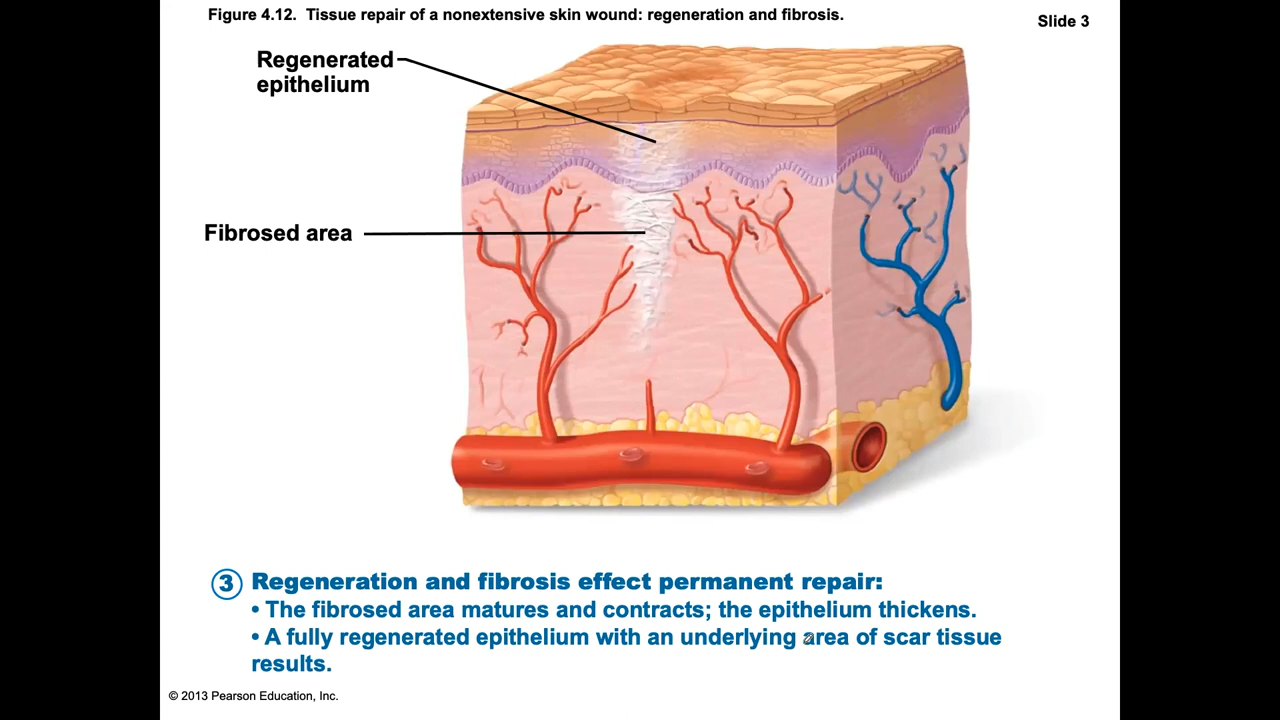 Figure 4.12. Tissue repair of a nonextensive skin wound: regeneration and fibrosis.
Slide 3
Regenerated
epithelium
Fibrosed area
3 Regeneration and fibrosis effect permanent repair:
• The fibrosed area matures and contracts; the epithelium thickens.
• A fully regenerated epithelium with an underlying area of scar tissue
results.
© 2013 Pearson Education, Inc.